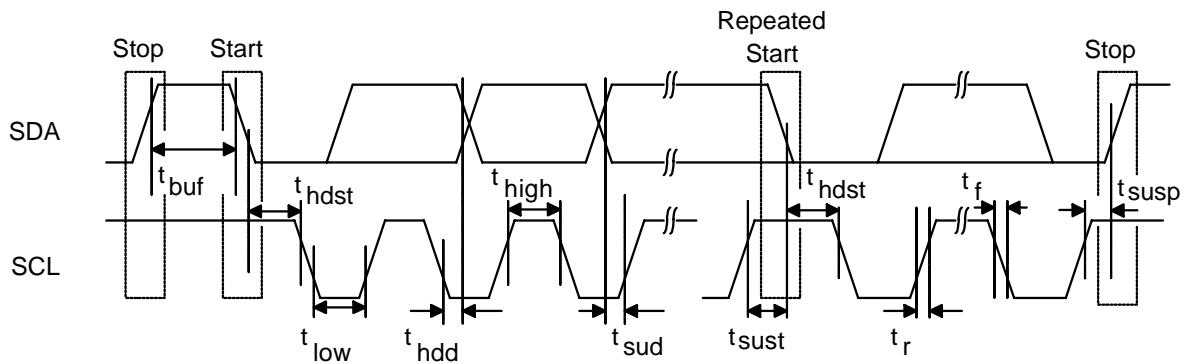 Repeated
Stop Start Start Stop
SDA
t buf t hdst t high t hdst t f t susp
SCL
t low t hdd t sud t sust t r